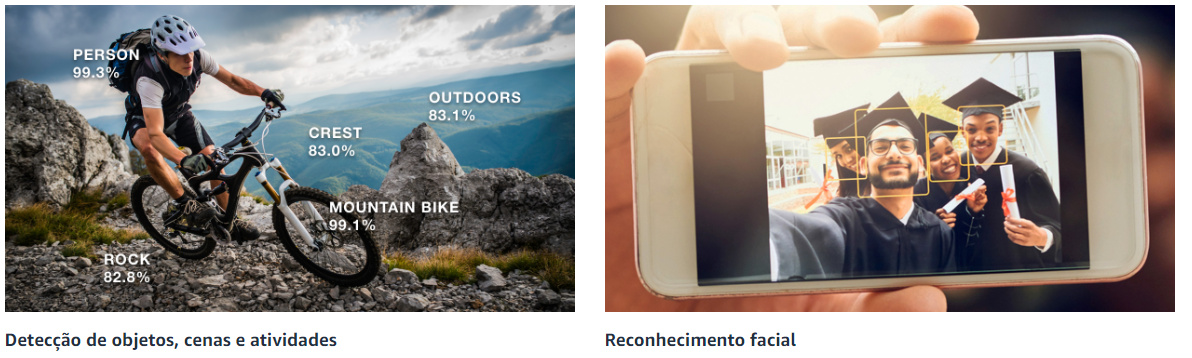 PERSON
99.3%
OUTDOORS
83.1%
CREST
83.0%
MOUNTAIN BIKE
99.1%
ROCK
82.8%
Detecção de objetos, cenas e atividades
Reconhecimento facial